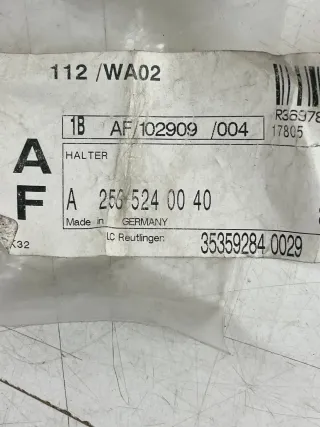 112 /WA02
1B AF/102909 /004
17805
A
F
HALTER
A 253 524 00 40
Made in GERMANY
LC Reutlingen
35359284 0029